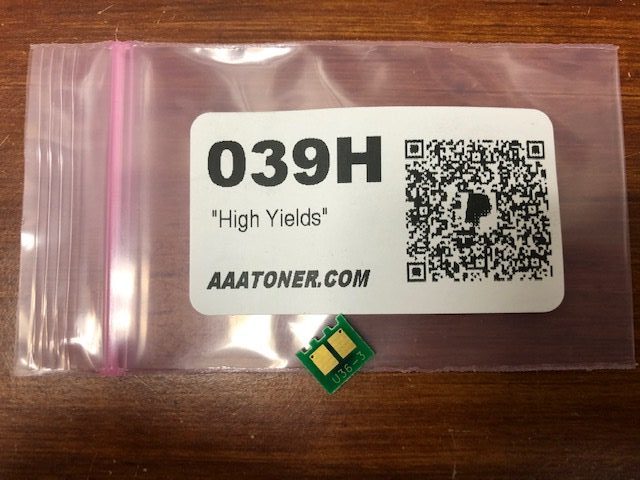 039H
"High Yields"
AAATONER.COM
U36-3